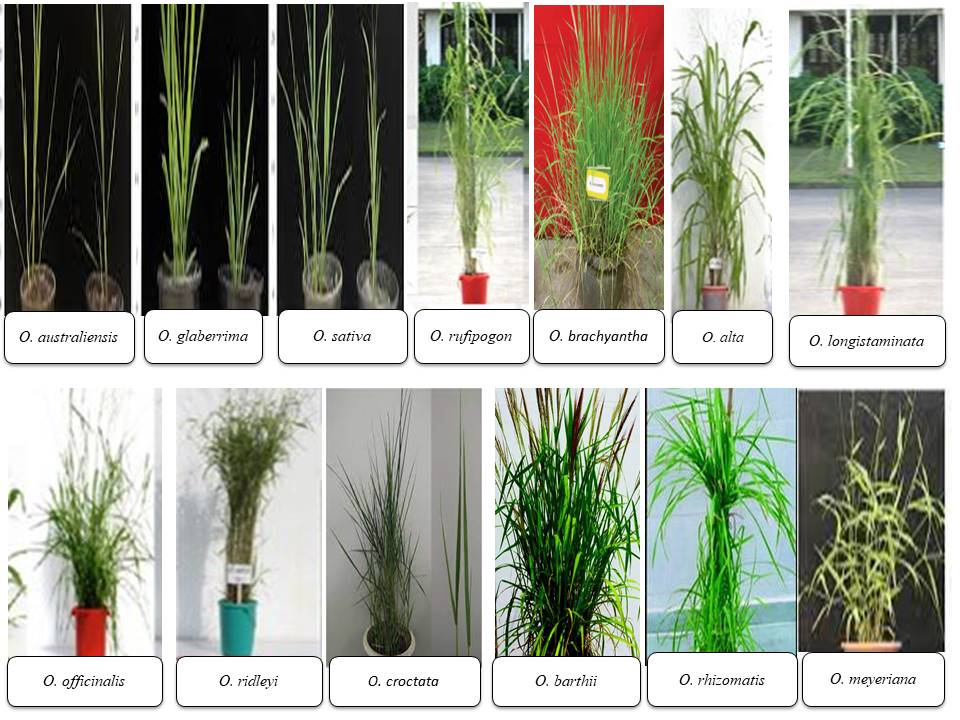 O. australiensis
O. glaberrima
O. sativa
O. rufipogon
O. brachyantha
O. alta
O. longistaminata
O. officinalis
O. ridleyi
O. croctata
O. barthii
O. rhizomatis
O. meyeriana